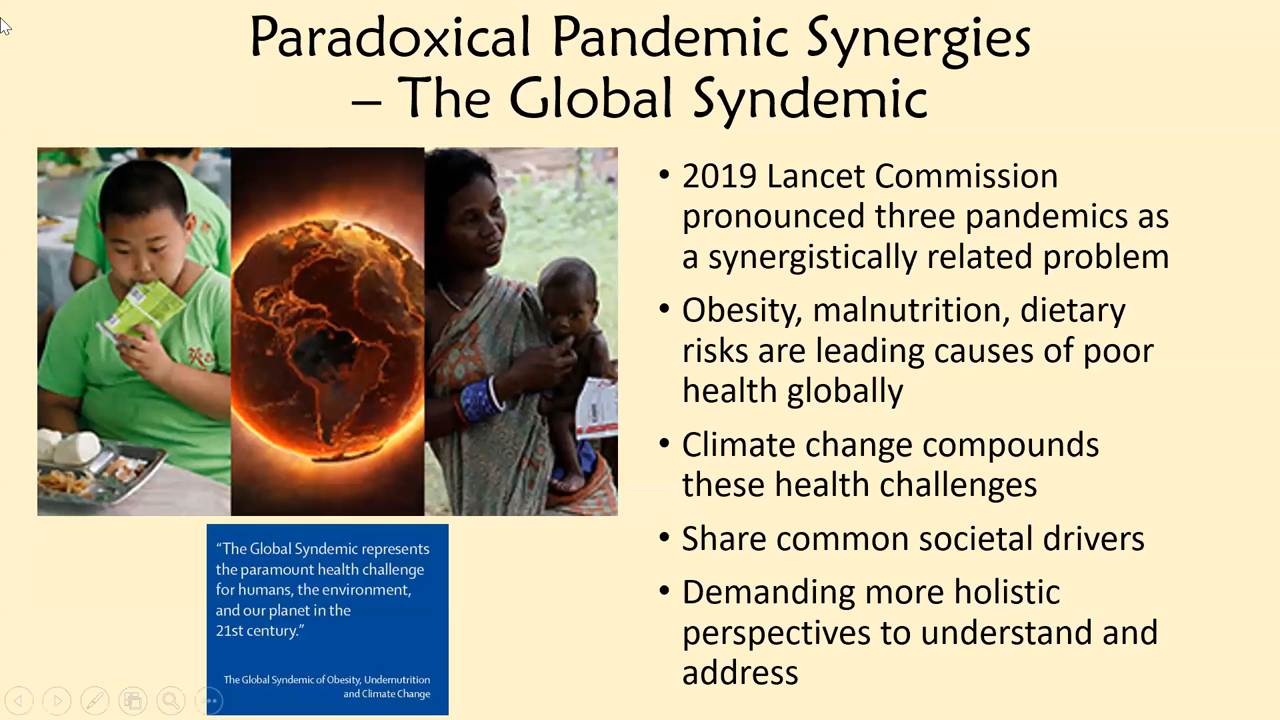 Paradoxical Pandemic Synergies
– The Global Syndemic
• 2019 Lancet Commission
pronounced three pandemics as
a synergistically related problem
• Obesity, malnutrition, dietary
risks are leading causes of poor
health globally
• Climate change compounds
these health challenges
• Share common societal drivers
• Demanding more holistic
perspectives to understand and
address
“The Global Syndemic represents
the paramount health challenge
for humans, the environment,
and our planet in the
21st century.”
The Global Syndemic of Obesity, Undernutrition
and Climate Change